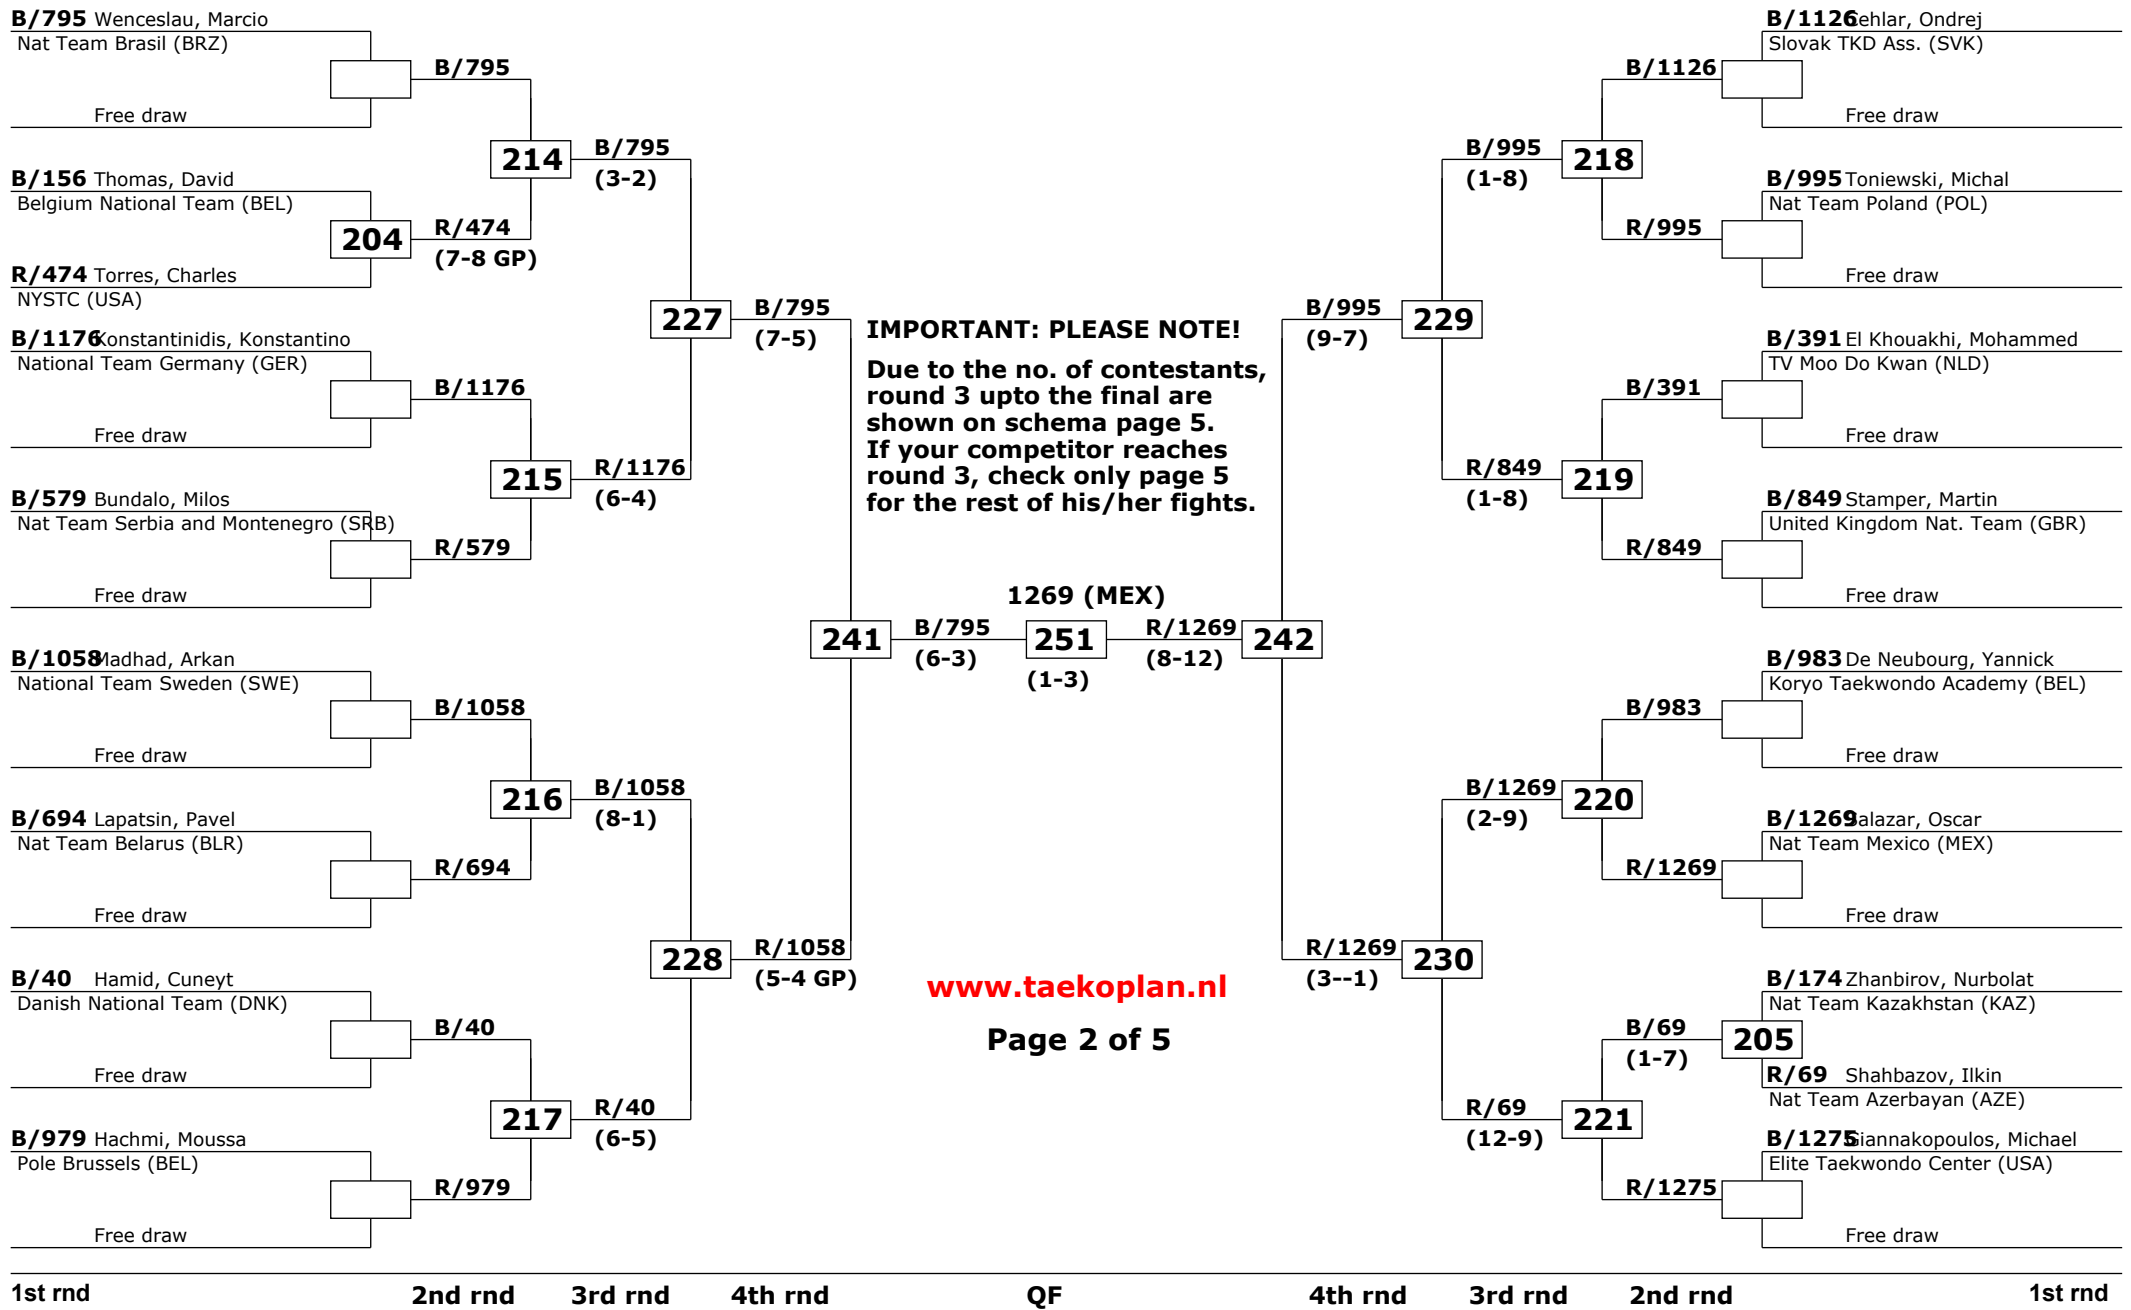 B/795 Wenceslau, Marcio
Nat Team Brasil (BRZ)
B/795
Free draw
214
B/795
(3-2)
B/156 Thomas, David
Belgium National Team (BEL)
204
R/474
(7-8 GP)
R/474 Torres, Charles
NYSTC (USA)
227
B/795
(7-5)
B/1176 Konstantinidis, Konstantino
National Team Germany (GER)
B/1176
Free draw
215
R/1176
(6-4)
B/579 Bundalo, Milos
Nat Team Serbia and Montenegro (SRB)
R/579
Free draw
241
B/795
(6-3)
B/1058 Madhad, Arkan
National Team Sweden (SWE)
B/1058
Free draw
216
B/1058
(8-1)
B/694 Lapatsin, Pavel
Nat Team Belarus (BLR)
R/694
Free draw
228
R/1058
(5-4 GP)
B/40 Hamid, Cuneyt
Danish National Team (DNK)
B/40
Free draw
217
R/40
(6-5)
B/979 Hachmi, Moussa
Pole Brussels (BEL)
R/979
Free draw
IMPORTANT: PLEASE NOTE!
Due to the no. of contestants,
round 3 upto the final are
shown on schema page 5.
If your competitor reaches
round 3, check only page 5
for the rest of his/her fights.
1269 (MEX)
251
(1-3)
www.taekoplan.nl
Page 2 of 5
B/1126 Cehlar, Ondrej
Slovak TKD Ass. (SVK)
B/1126
Free draw
B/995
(1-8)
218
B/995 Toniewski, Michal
Nat Team Poland (POL)
R/995
Free draw
B/995
(9-7)
229
B/391 El Khouakhi, Mohammed
TV Moo Do Kwan (NLD)
B/391
Free draw
R/849
(1-8)
219
B/849 Stamper, Martin
United Kingdom Nat. Team (GBR)
R/849
Free draw
R/1269
(8-12)
242
B/983 De Neubourg, Yannick
Koryo Taekwondo Academy (BEL)
B/983
Free draw
B/1269
(2-9)
220
B/1269 Salazar, Oscar
Nat Team Mexico (MEX)
R/1269
Free draw
R/1269
(3--1)
230
B/174 Zhanbirov, Nurbolat
Nat Team Kazakhstan (KAZ)
B/69
(1-7)
205
R/69 Shahbazov, Ilkin
Nat Team Azerbayan (AZE)
R/69
(12-9)
221
B/1275 Giannakopoulos, Michael
Elite Taekwondo Center (USA)
R/1275
Free draw
1st rnd 2nd rnd 3rd rnd 4th rnd QF 4th rnd 3rd rnd 2nd rnd 1st rnd